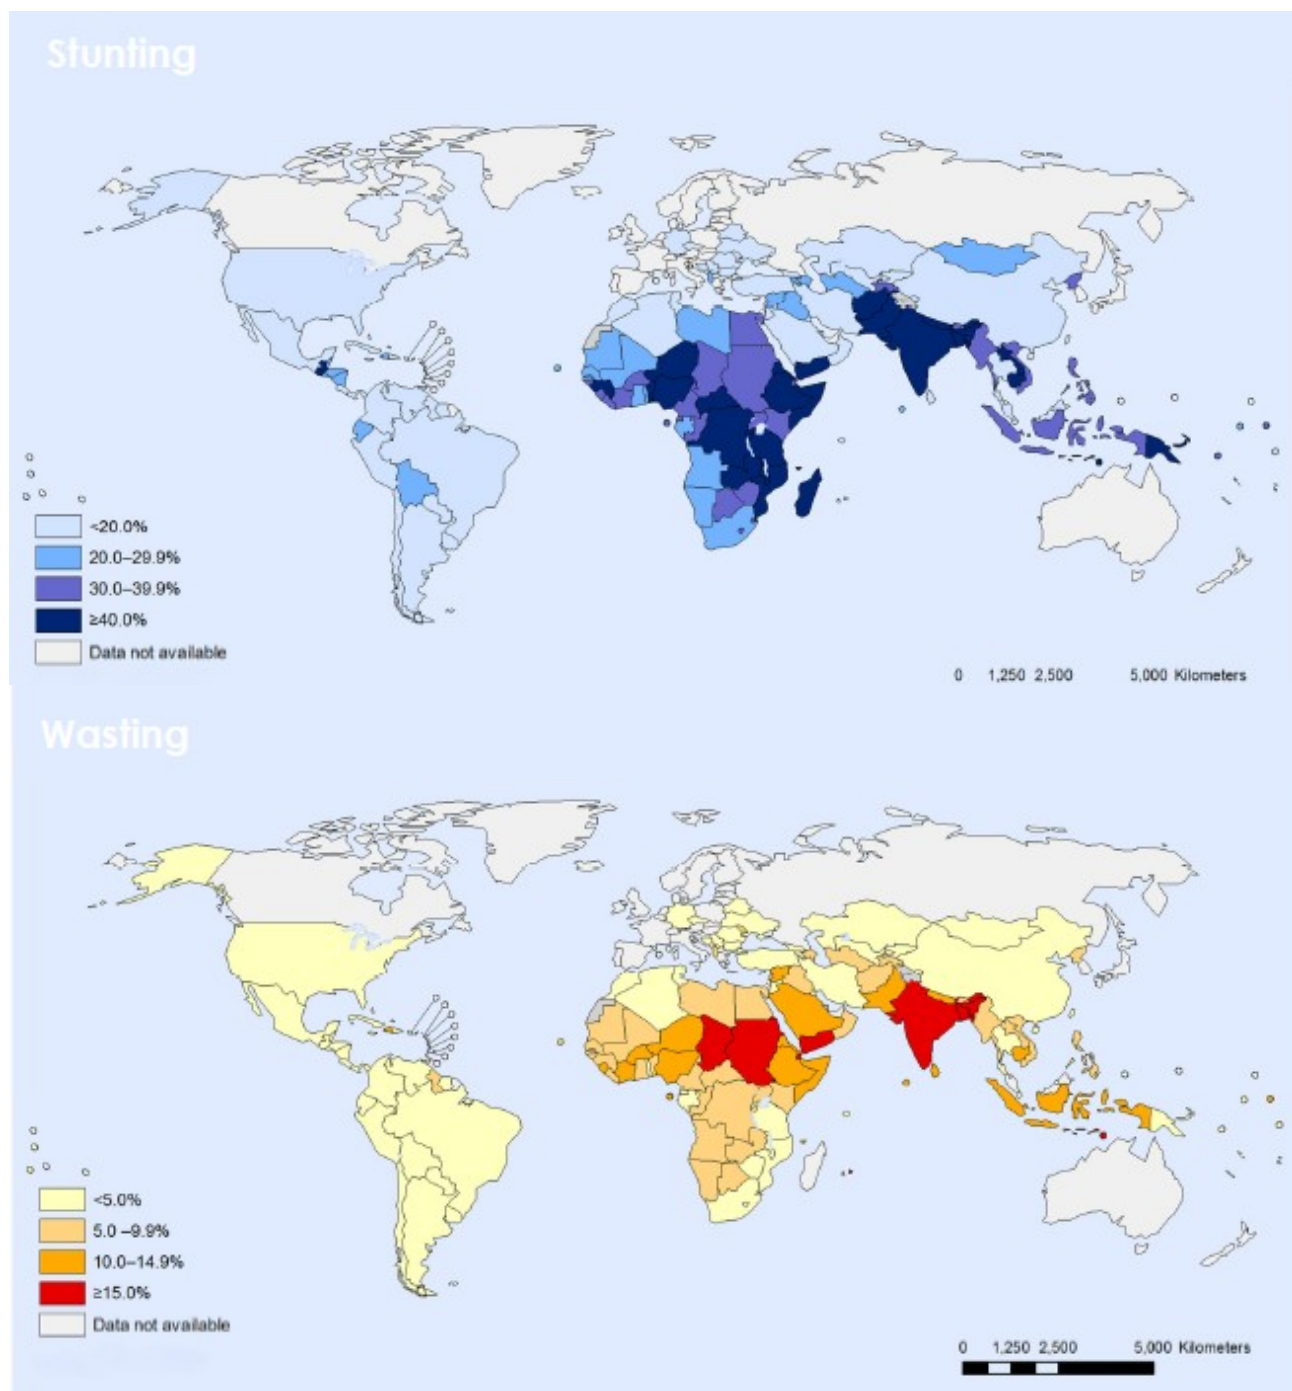 Stunting
<20.0%
20.0–29.9%
30.0–39.9%
≥40.0%
Data not available
0 1,250 2,500 5,000 Kilometers
Wasting
<5.0%
5.0 –9.9%
10.0–14.9%
≥15.0%
Data not available
0 1,250 2,500 5,000 Kilometers